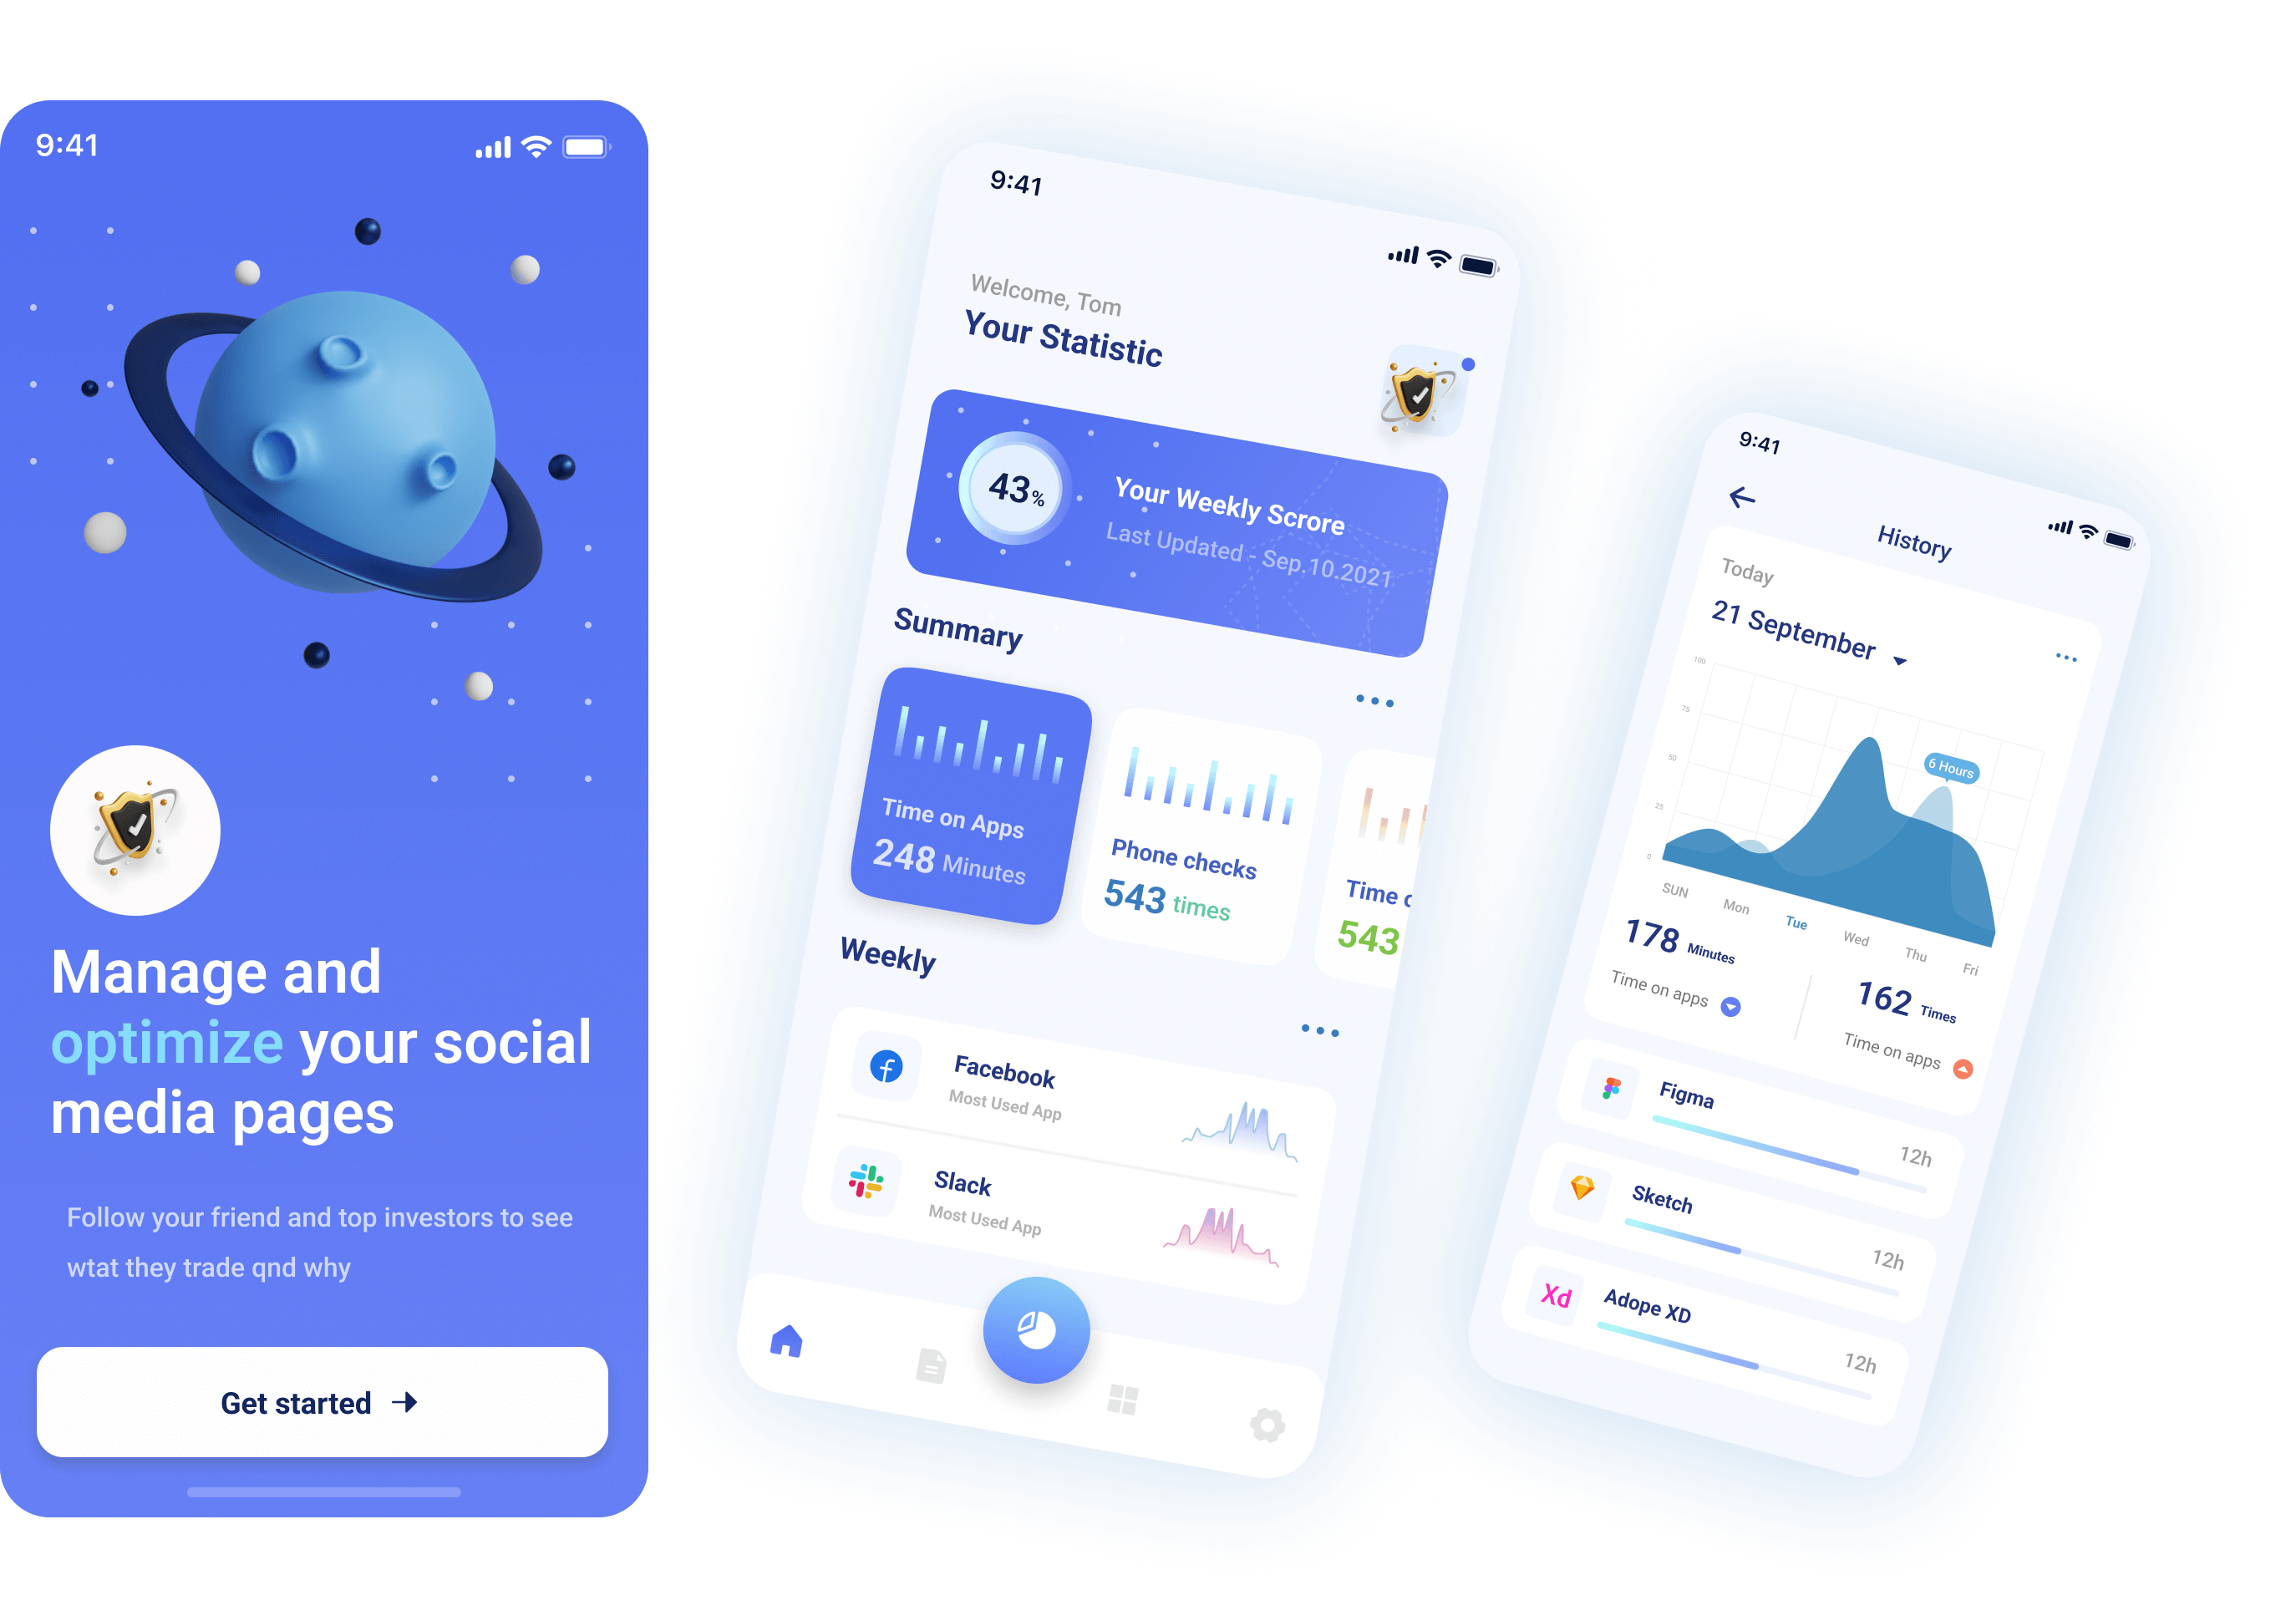 9:41
Manage and
optimize your social
media pages
Follow your friend and top investors to see
wtat they trade qnd why
Get started
9:41
Welcome, Tom
Your Statistic
43%
Your Weekly Scrore
Last Updated - Sep.10.2021
Summary
Time on Apps
248 Minutes
Phone checks
543 times
Time
543
Weekly
Facebook
Most Used App
Slack
Most Used App
9:41
History
Today
21 September
100
75
50
25
0
6 Hours
SUN Mon Tue Wed Thu Fri
178 Minutes
Time on apps
162 Times
Time on apps
Figma
12h
Sketch
12h
Xd
Adope XD
12h